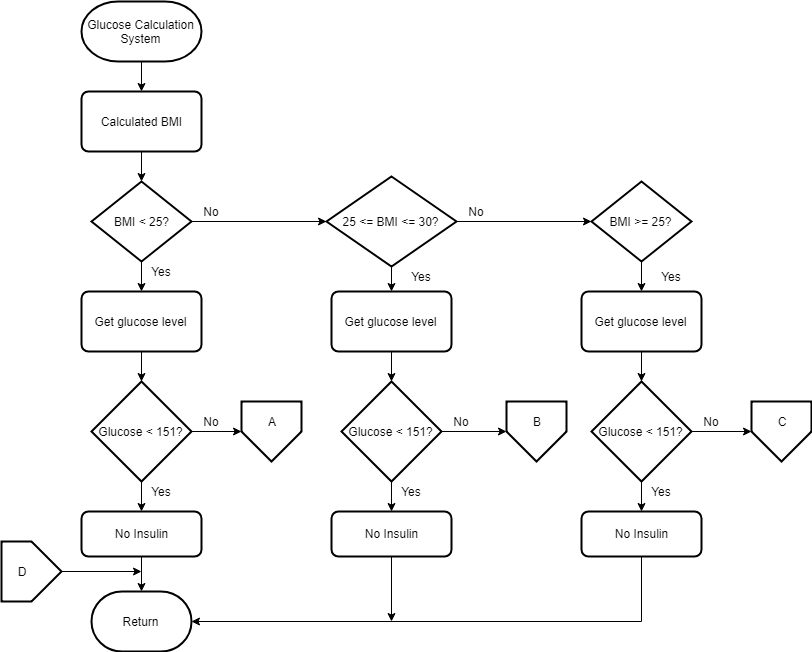 Glucose Calculation
System
Calculated BMI
BMI < 25?
No
25 <= BMI <= 30?
No
BMI >= 25?
Yes
Yes
Yes
Get glucose level
Get glucose level
Get glucose level
Glucose < 151?
No
A
Glucose < 151?
No
B
Glucose < 151?
No
C
Yes
Yes
Yes
No Insulin
No Insulin
No Insulin
D
Return